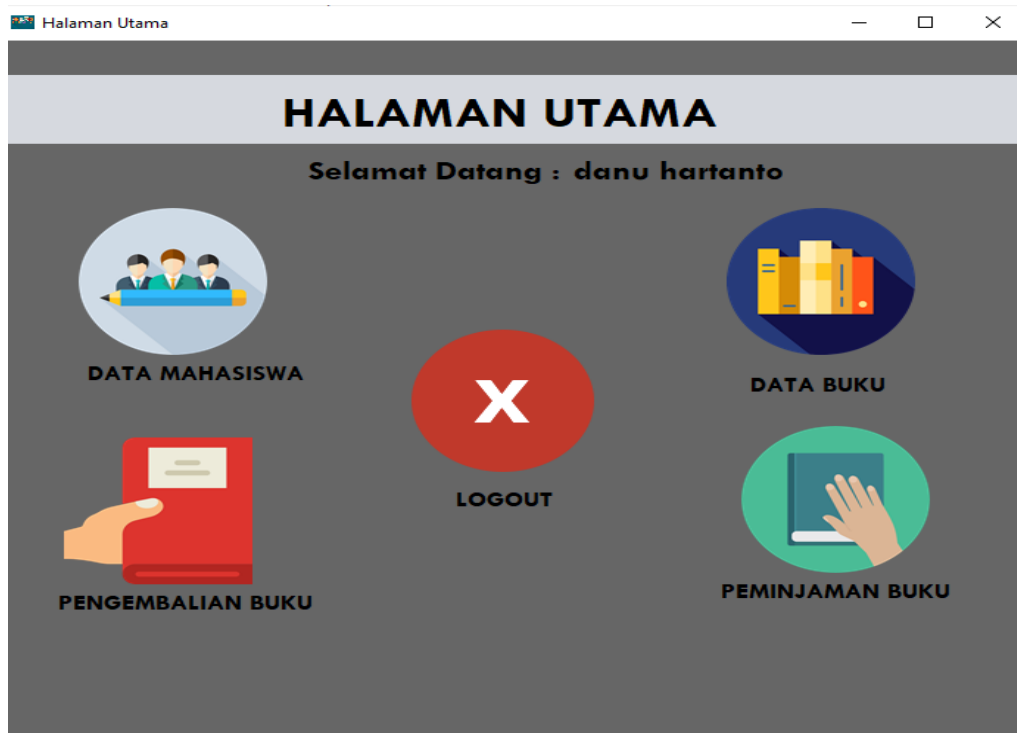 Halaman Utama
HALAMAN UTAMA
Selamat Datang : danu hartanto
DATA MAHASISWA
DATA BUKU
X
LOGOUT
PENGEMBALIAN BUKU
PEMINJAMAN BUKU